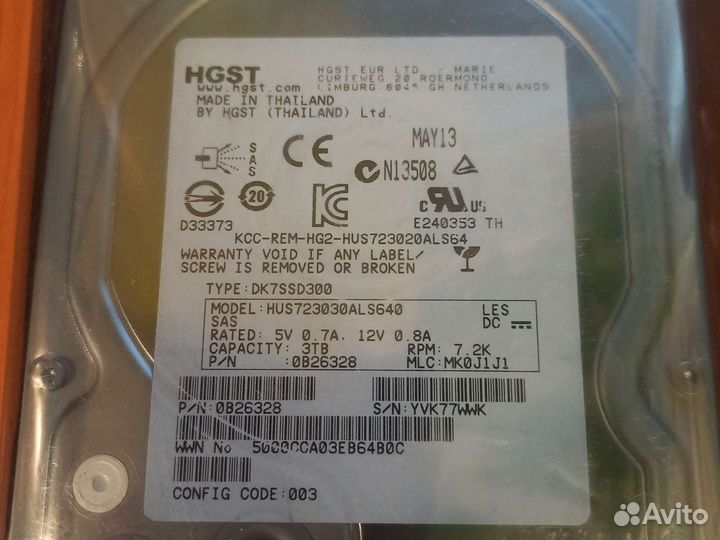 HGST
www.hgst.com
MADE IN THAILAND
BY HGST (THAILAND) Ltd.
HGST EUR LTD. / MARIE
CURIEWEG 20 ROERMOND
LIMBURG 6045 GH NETHERLANDS
MAY13
SAS
CE
N13508
20
D33373
c RU US
E240353 TH
KCC-REM-HG2-HUS723020ALS64
WARRANTY VOID IF ANY LABEL/
SCREW IS REMOVED OR BROKEN
TYPE:DK7SSD300
MODEL:HUS723030ALS640
LES
SAS
DC
RATED: 5V 0.7A, 12V 0.8A
CAPACITY: 3TB RPM: 7.2K
P/N :0B26328 MLC:MK0J1J1
P/N:0B26328 S/N:YVK77WWK
WWN No 5000CCA03EB64B0C
CONFIG CODE:003
Avito